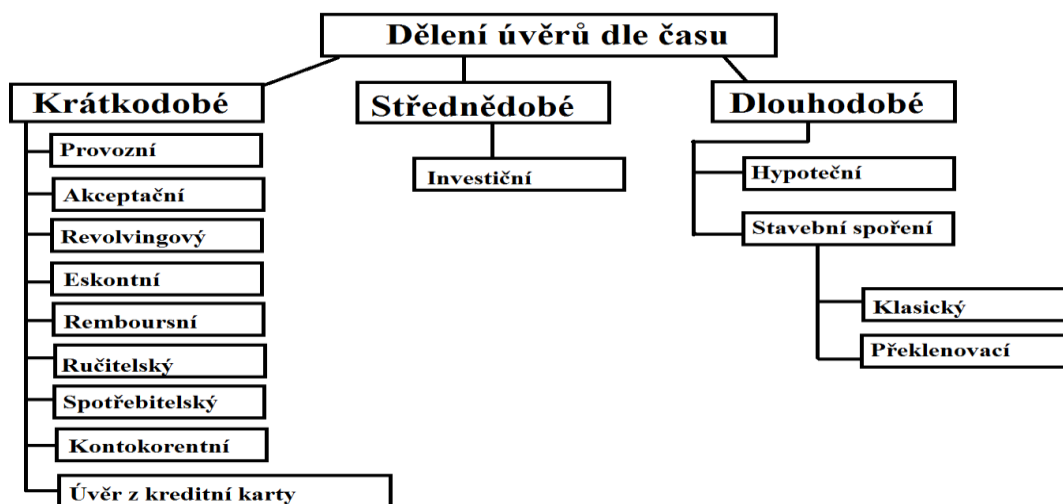 Dělení úvěrů dle času
Krátkodobé
Střednědobé
Dlouhodobé
Provozní
Akceptační
Revolvingový
Eskontní
Remboursní
Ručitelský
Spotřebitelský
Kontokorentní
Úvěr z kreditní karty
Investiční
Hypoteční
Stavební spoření
Klasický
Překlenovací